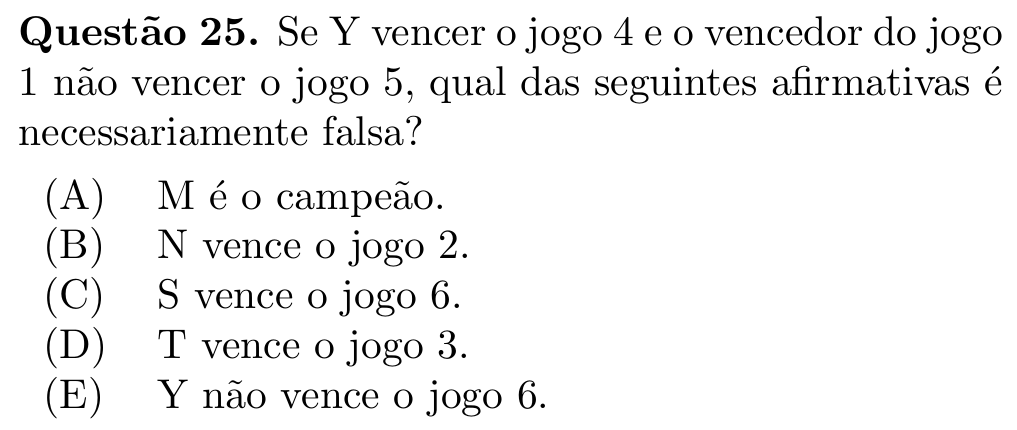 Questão 25. Se Y vencer o jogo 4 e o vencedor do jogo
1 não vencer o jogo 5, qual das seguintes afirmativas é
necessariamente falsa?
(A) M é o campeão.
(B) N vence o jogo 2.
(C) S vence o jogo 6.
(D) T vence o jogo 3.
(E) Y não vence o jogo 6.